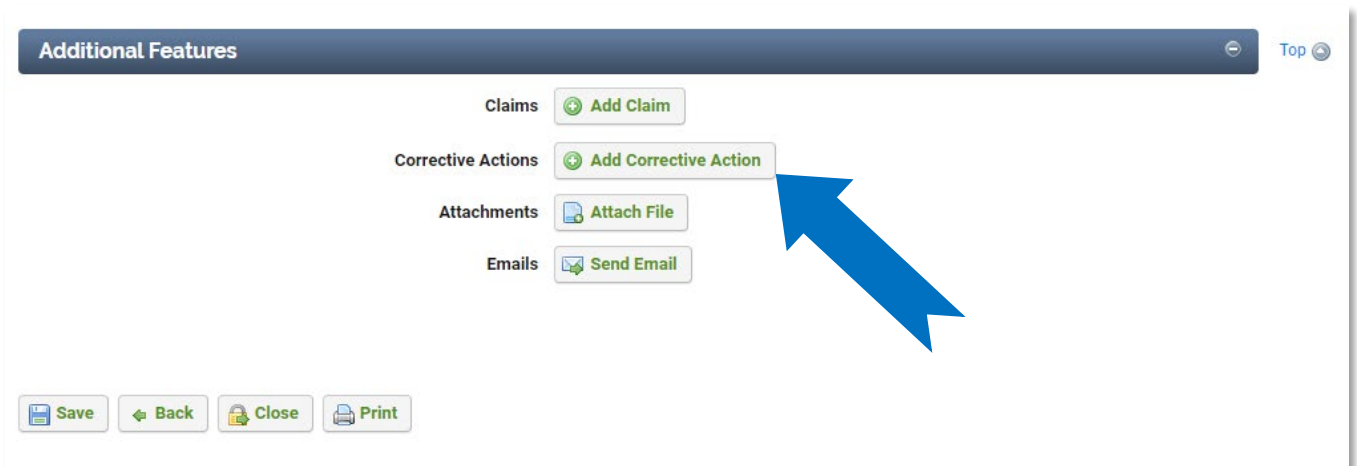 Additional Features
Top
Claims Add Claim
Corrective Actions Add Corrective Action
Attachments Attach File
Emails Send Email
Save Back Close Print